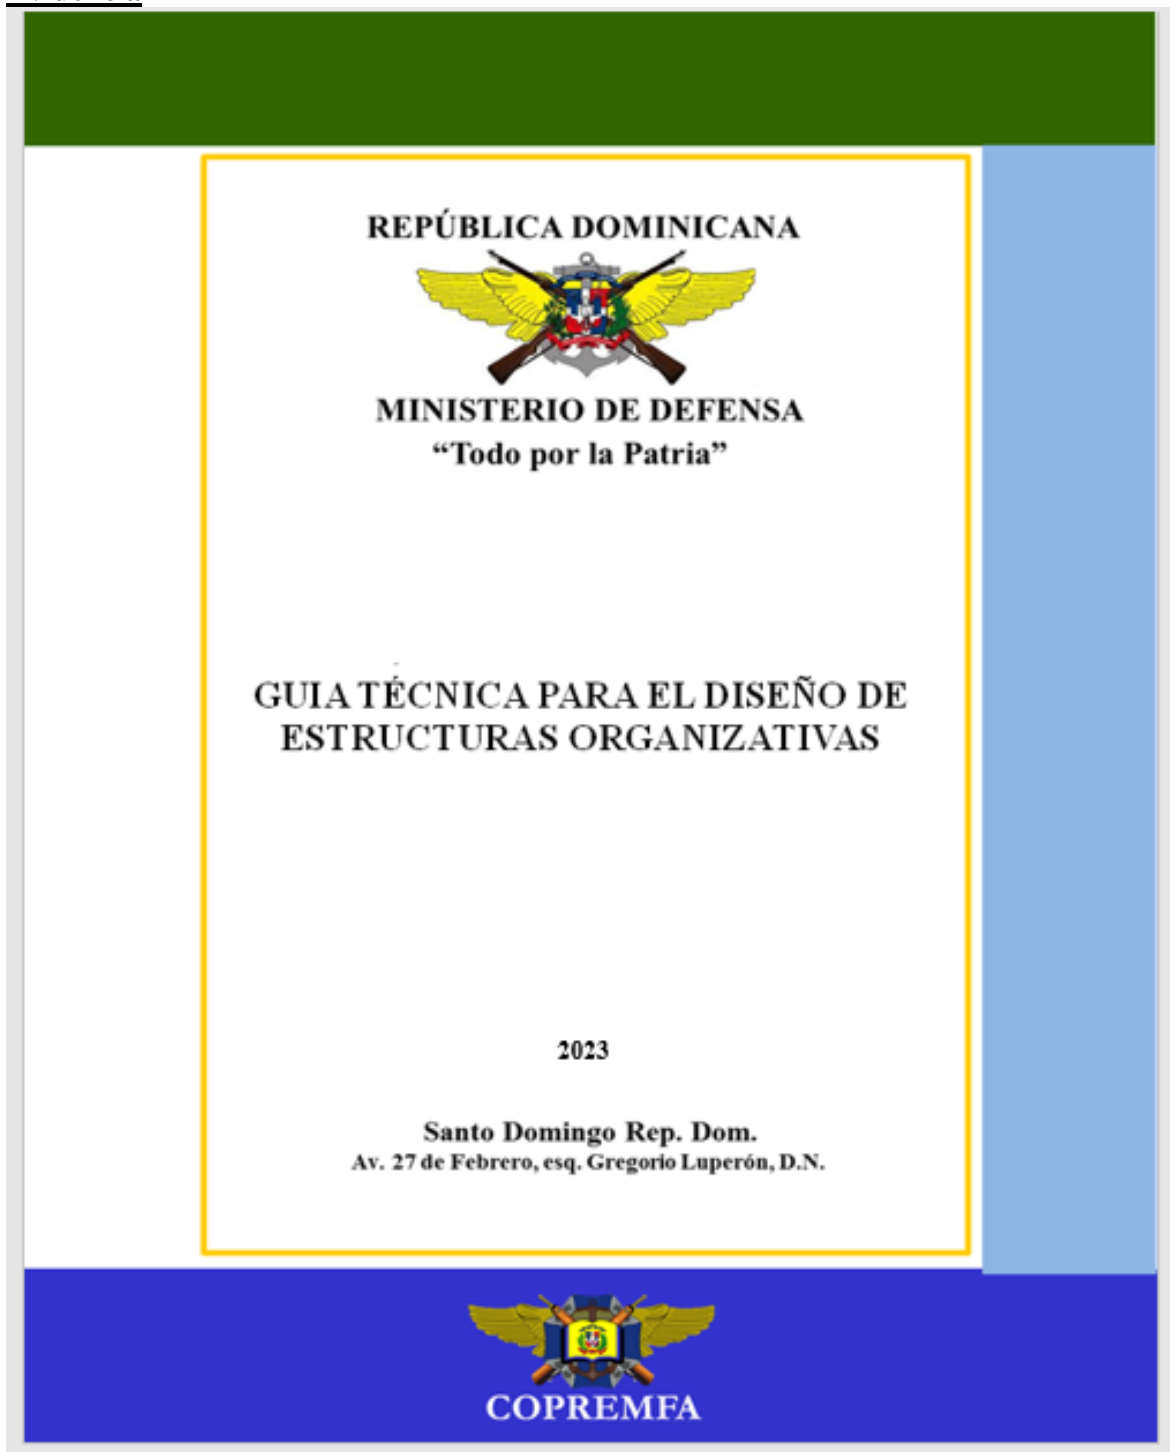 REPÚBLICA DOMINICANA
MINISTERIO DE DEFENSA
“Todo por la Patria”
GUIA TÉCNICA PARA EL DISEÑO DE
ESTRUCTURAS ORGANIZATIVAS
2023
Santo Domingo Rep. Dom.
Av. 27 de Febrero, esq. Gregorio Luperón, D.N.
COPREMFA